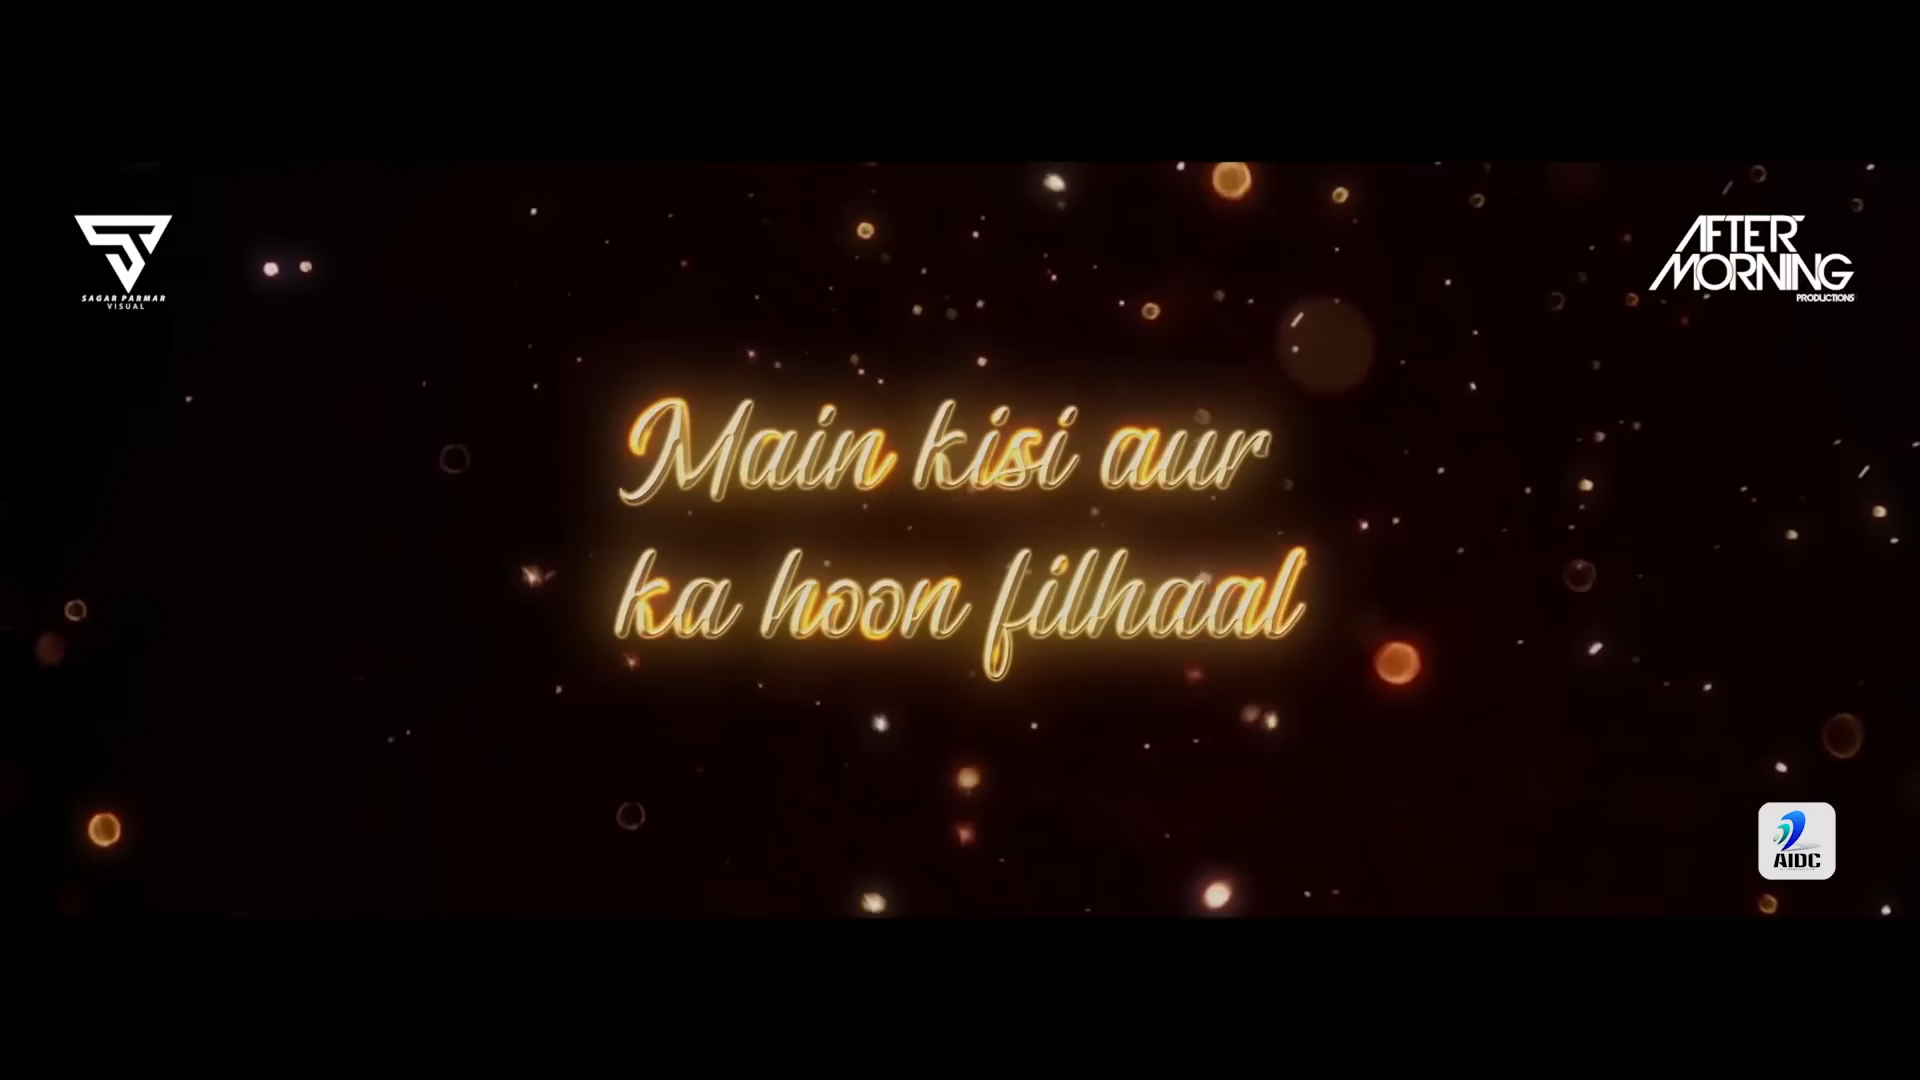 SAGAR PARMAR
VISUAL
AFTER
MORNING
PRODUCTIONS
Main kisi aur
ka hoon filhaal
AIDC